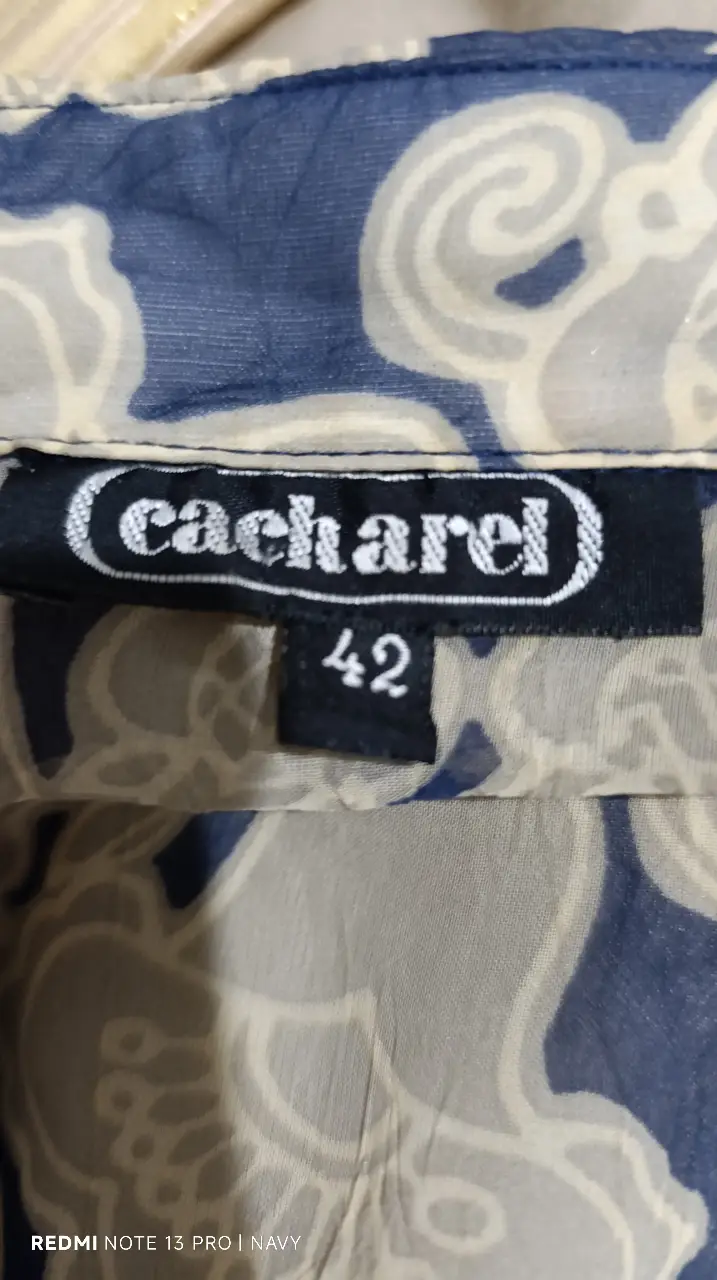 cacharel
42
REDMI NOTE 13 PRO | NAVY